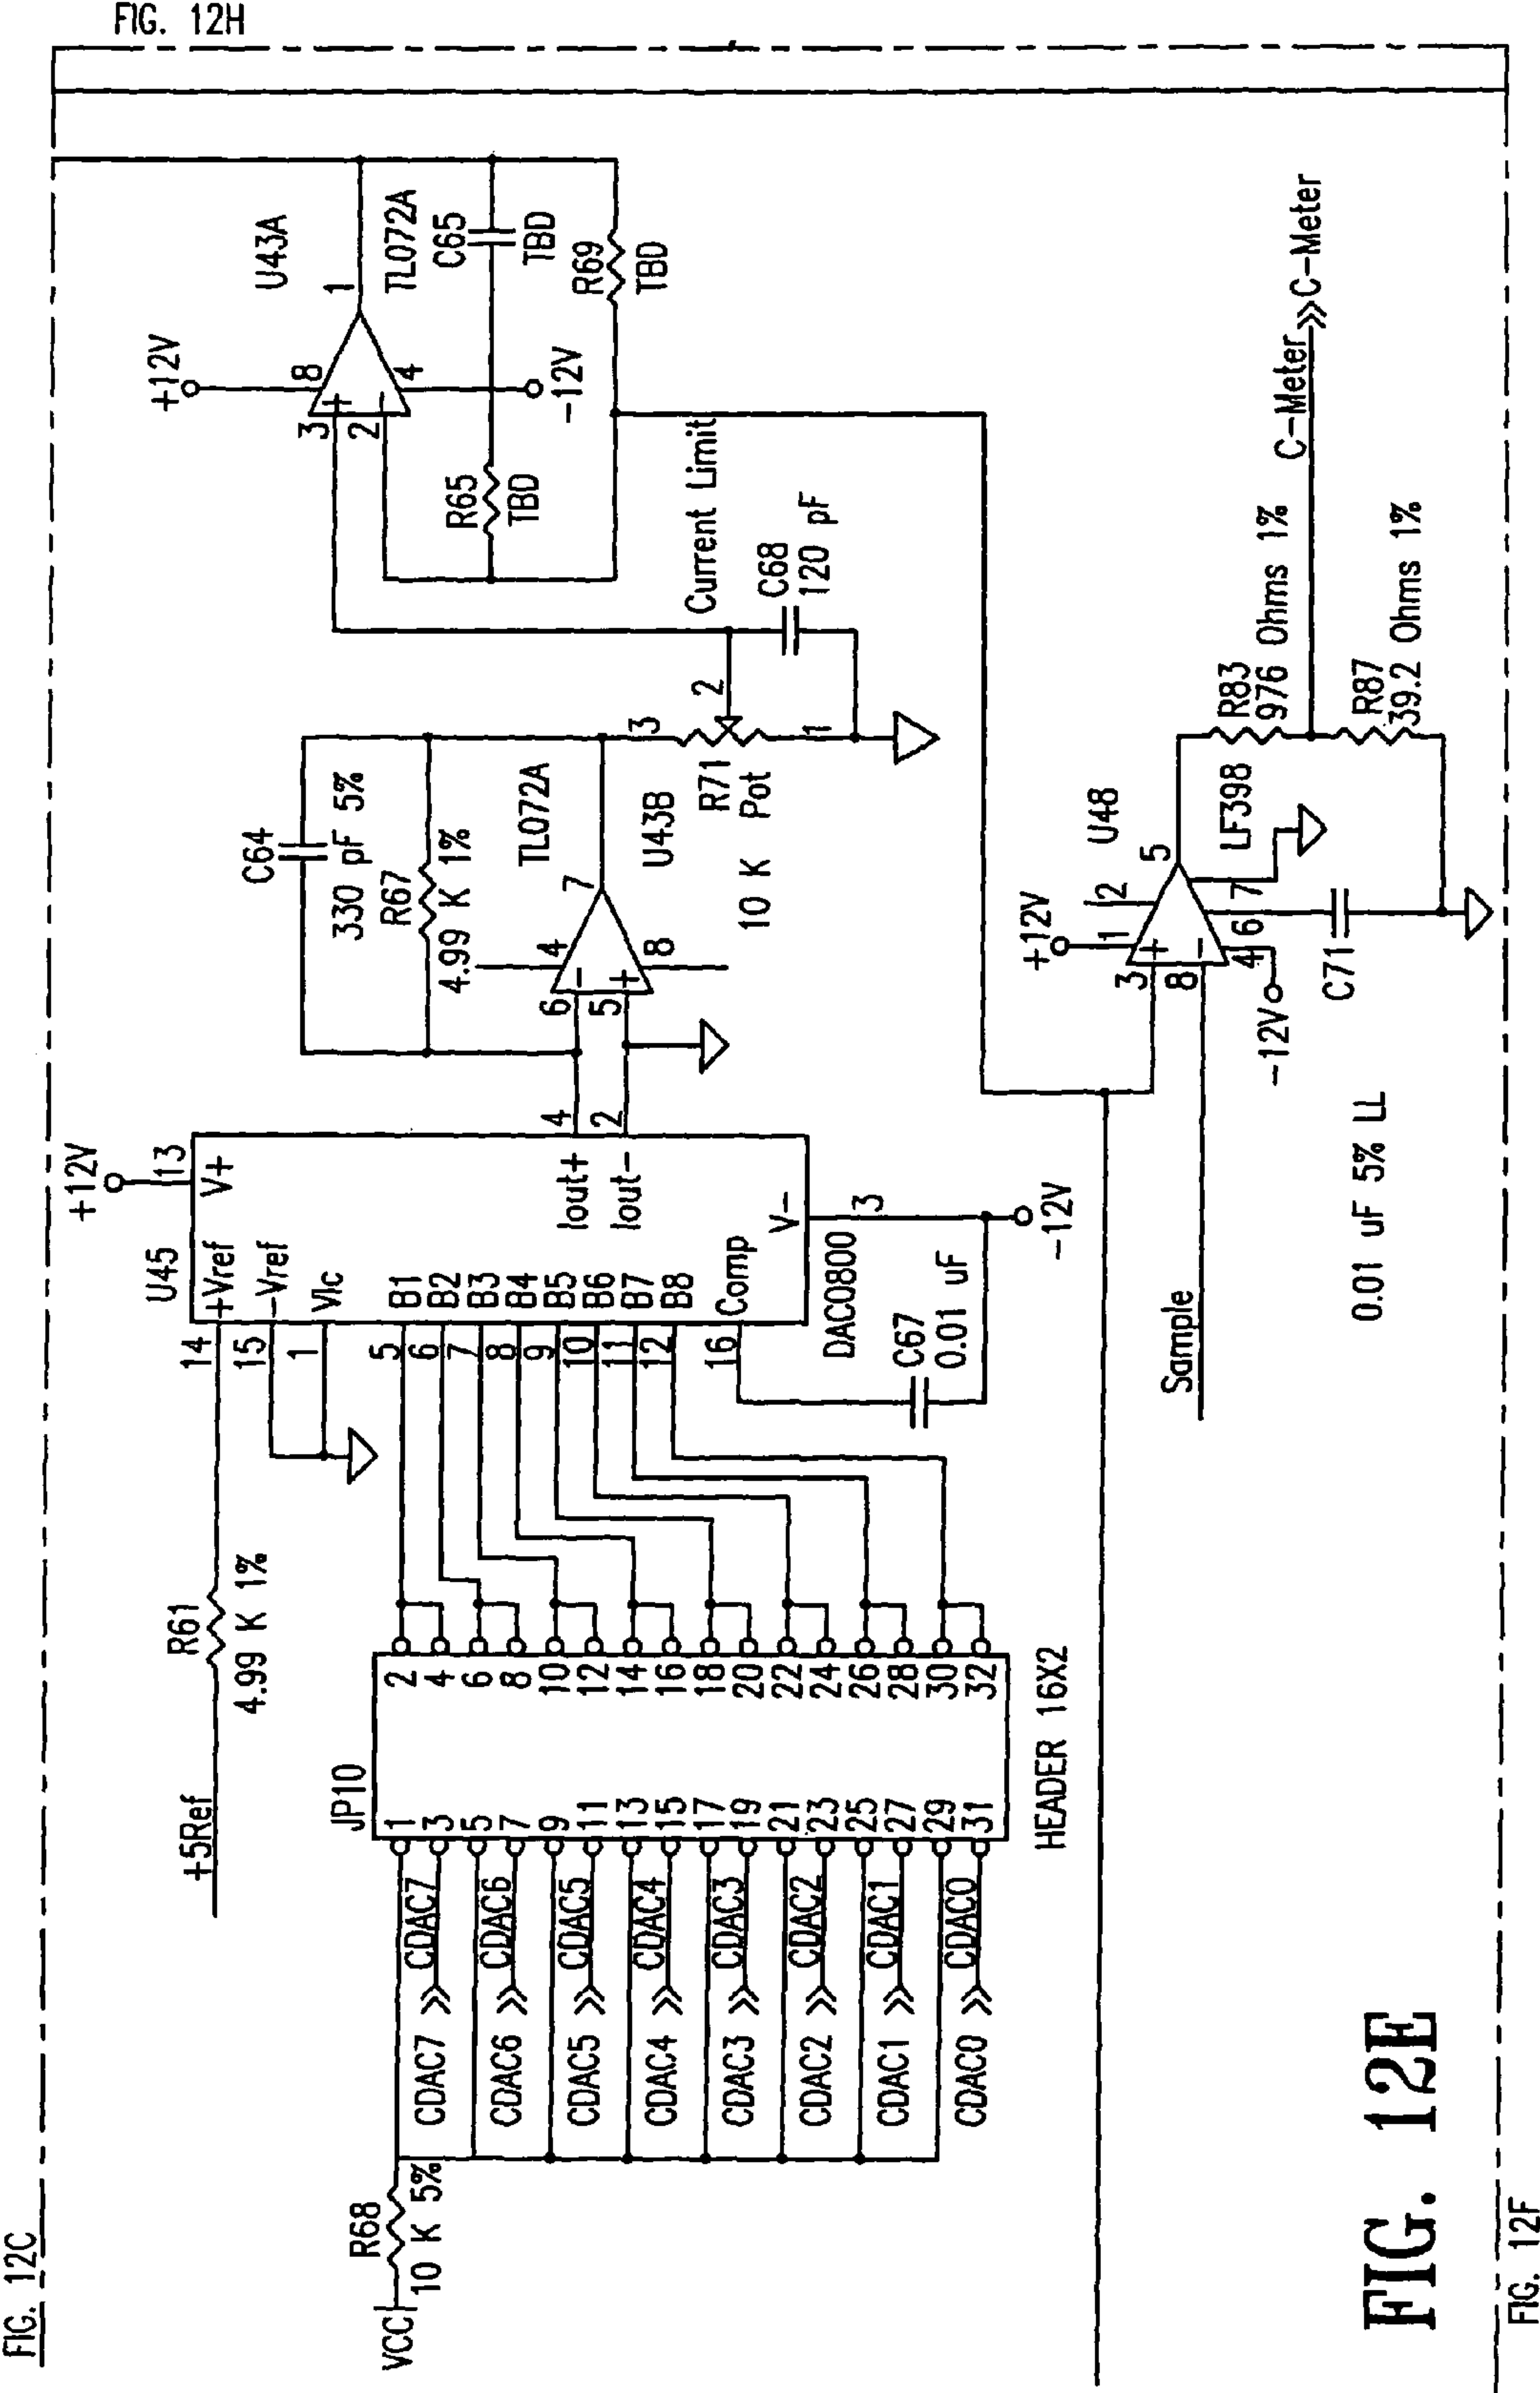 FIG. 12C
FIG. 12H
+5Ref
R61
4.99 K 1%
VCC
R68
10 K 5%
CDAC7 CDAC7
CDAC6 CDAC6
CDAC5 CDAC5
CDAC4 CDAC4
CDAC3 CDAC3
CDAC2 CDAC2
CDAC1 CDAC1
CDAC0 CDAC0
JP10
1 2
3 4
5 6
7 8
9 10
11 12
13 14
15 16
17 18
19 20
21 22
23 24
25 26
27 28
29 30
31 32
HEADER 16X2
+12V
U45
13
V+
14 +Vref
15 -Vref
1 Vlc
5 B1
6 B2
7 B3
8 B4
9 B5
10 B6
11 B7
12 B8
16 Comp
Iout+ 4
Iout- 2
V- 3
DAC0800
C67
0.01 uF
-12V
C64
330 pF 5%
R67
4.99 K 1%
TL072A
4
6 -
5 +
7
8
U43B
R71
10 K Pot
3
2
1
Current Limit
C68
120 pF
+12V
U43A
8
3 +
2 -
1
4
TL072A
-12V
R65
TBD
C65
TBD
R69
TBD
Sample
+12V
U48
1
2
3 +
8 -
5
4
6
7
LF398
-12V
C71
0.01 uF 5% LL
R83
976 Ohms 1%
R87
39.2 Ohms 1%
C-Meter C-Meter
FIG. 12E
FIG. 12F